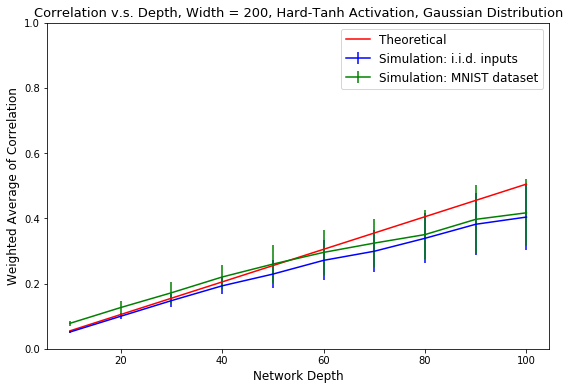 Correlation v.s. Depth, Width = 200, Hard-Tanh Activation, Gaussian Distribution
1.0
0.8
0.6
0.4
0.2
0.0
Weighted Average of Correlation
Theoretical
Simulation: i.i.d. inputs
Simulation: MNIST dataset
20
40
60
80
100
Network Depth